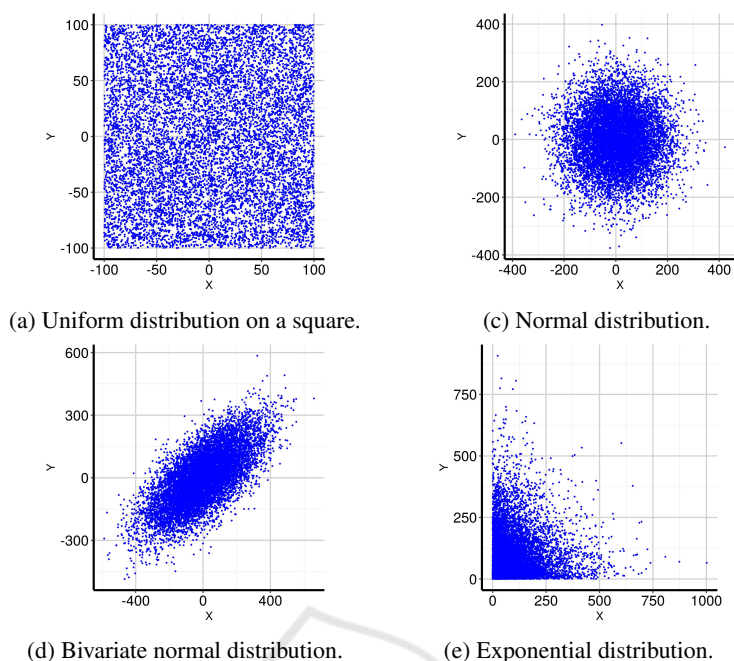 100
50
0
-50
-100
Y
-100 -50 0 50 100
X
(a) Uniform distribution on a square.
400
200
0
-200
-400
Y
-400 -200 0 200 400
X
(c) Normal distribution.
600
300
0
-300
Y
-400 0 400
X
(d) Bivariate normal distribution.
750
500
250
0
Y
0 250 500 750 1000
X
(e) Exponential distribution.